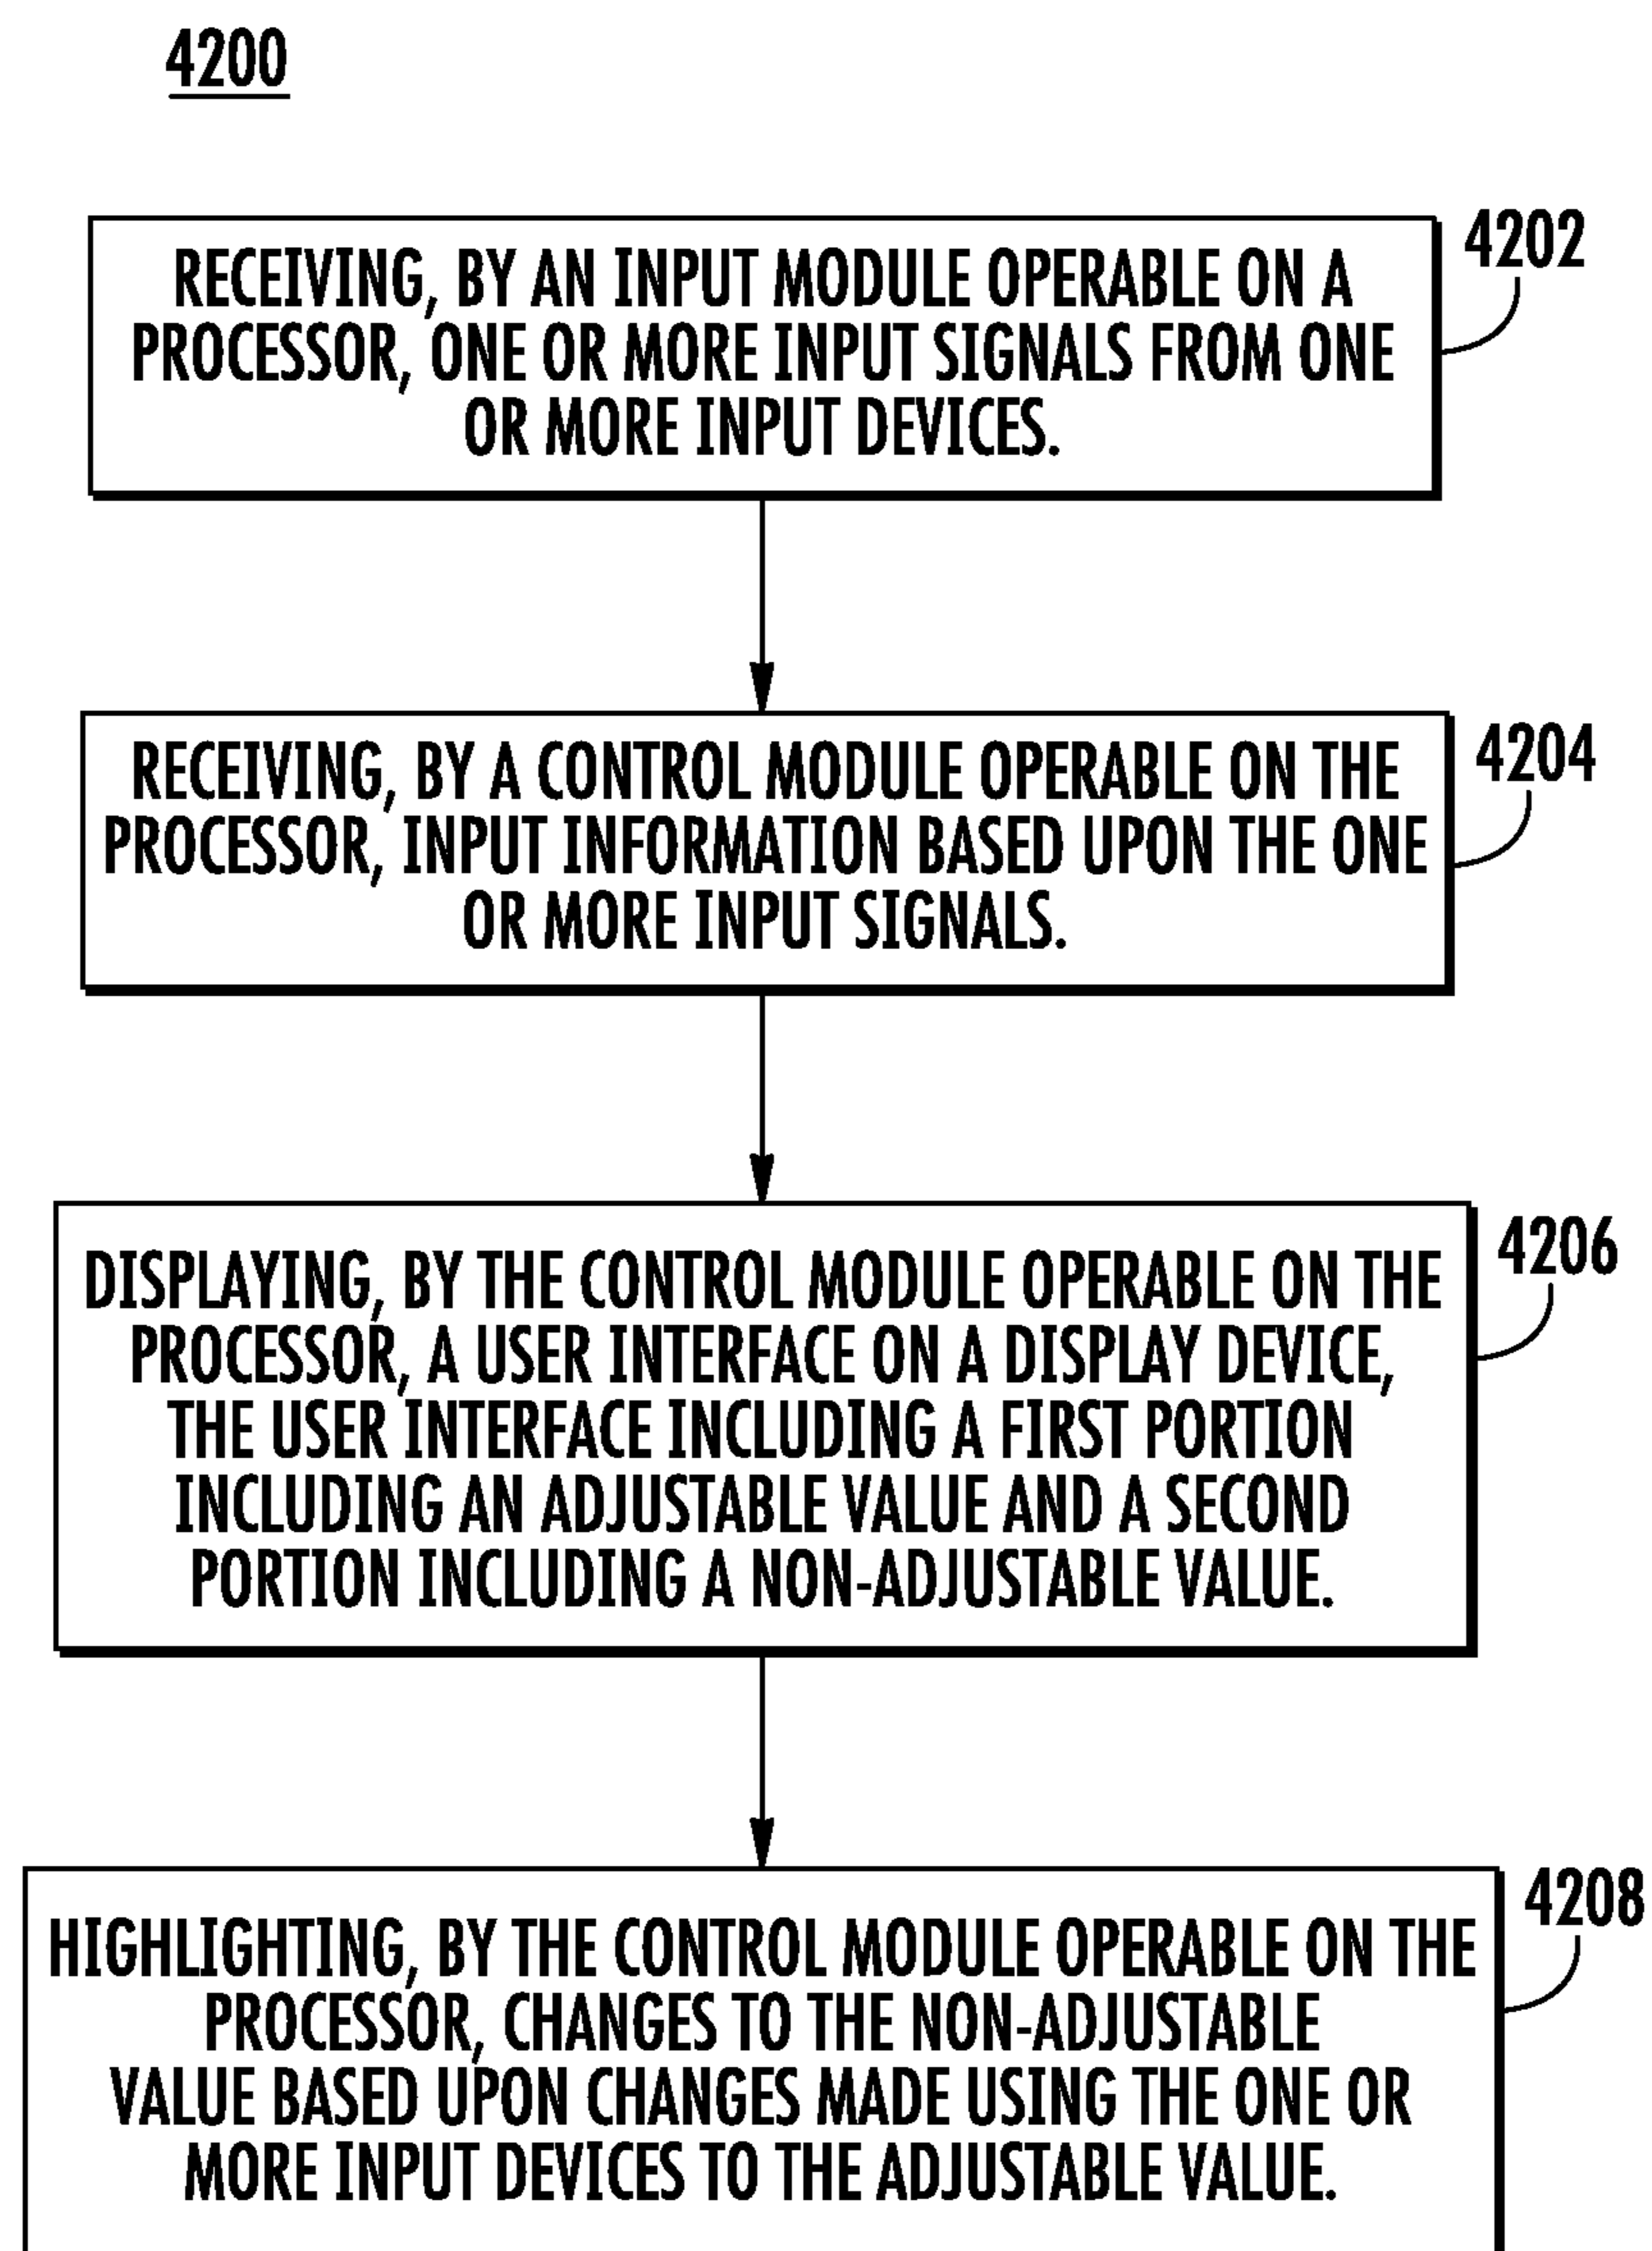 4200
4202
RECEIVING, BY AN INPUT MODULE OPERABLE ON A
PROCESSOR, ONE OR MORE INPUT SIGNALS FROM ONE
OR MORE INPUT DEVICES.
4204
RECEIVING, BY A CONTROL MODULE OPERABLE ON THE
PROCESSOR, INPUT INFORMATION BASED UPON THE ONE
OR MORE INPUT SIGNALS.
4206
DISPLAYING, BY THE CONTROL MODULE OPERABLE ON THE
PROCESSOR, A USER INTERFACE ON A DISPLAY DEVICE,
THE USER INTERFACE INCLUDING A FIRST PORTION
INCLUDING AN ADJUSTABLE VALUE AND A SECOND
PORTION INCLUDING A NON-ADJUSTABLE VALUE.
4208
HIGHLIGHTING, BY THE CONTROL MODULE OPERABLE ON THE
PROCESSOR, CHANGES TO THE NON-ADJUSTABLE
VALUE BASED UPON CHANGES MADE USING THE ONE OR
MORE INPUT DEVICES TO THE ADJUSTABLE VALUE.